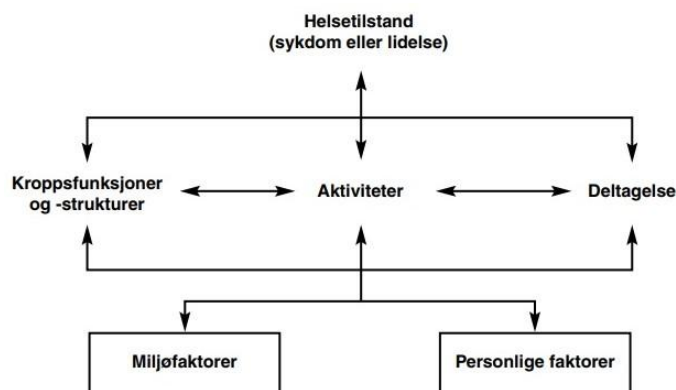 Helsetilstand
(sykdom eller lidelse)
Kroppsfunksjoner
og -strukturer
Aktiviteter
Deltagelse
Miljøfaktorer
Personlige faktorer